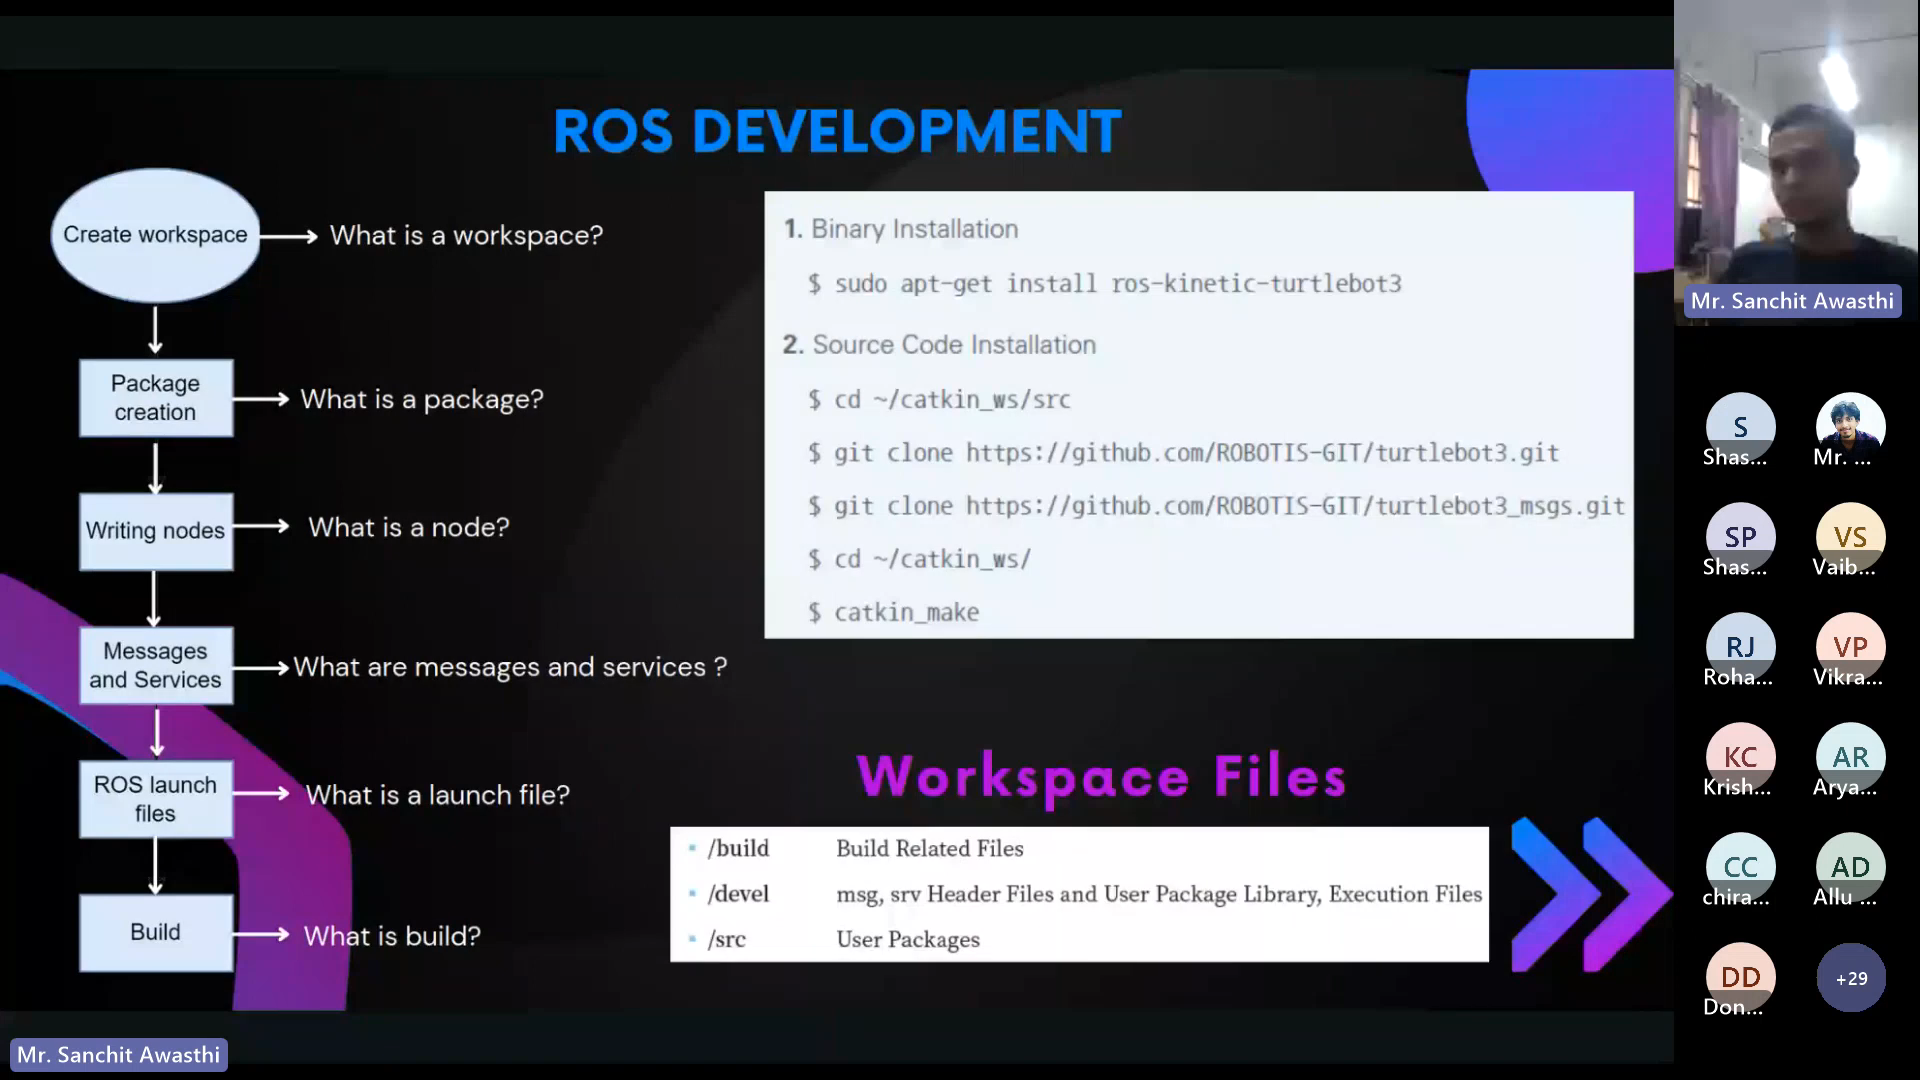 ROS DEVELOPMENT
Create workspace
What is a workspace?
Package
creation
What is a package?
Writing nodes
What is a node?
Messages
and Services
What are messages and services ?
ROS launch
files
What is a launch file?
Build
What is build?
1. Binary Installation
$ sudo apt-get install ros-kinetic-turtlebot3
2. Source Code Installation
$ cd ~/catkin_ws/src
$ git clone https://github.com/ROBOTIS-GIT/turtlebot3.git
$ git clone https://github.com/ROBOTIS-GIT/turtlebot3_msgs.git
$ cd ~/catkin_ws/
$ catkin_make
Workspace Files
/build Build Related Files
/devel msg, srv Header Files and User Package Library, Execution Files
/src User Packages
Mr. Sanchit Awasthi
Mr. Sanchit Awasthi
S
Shas...
Mr. ...
SP
Shas...
VS
Vaib...
RJ
Roha...
VP
Vikra...
KC
Krish...
AR
Arya...
CC
chira...
AD
Allu ...
DD
Don...
+29